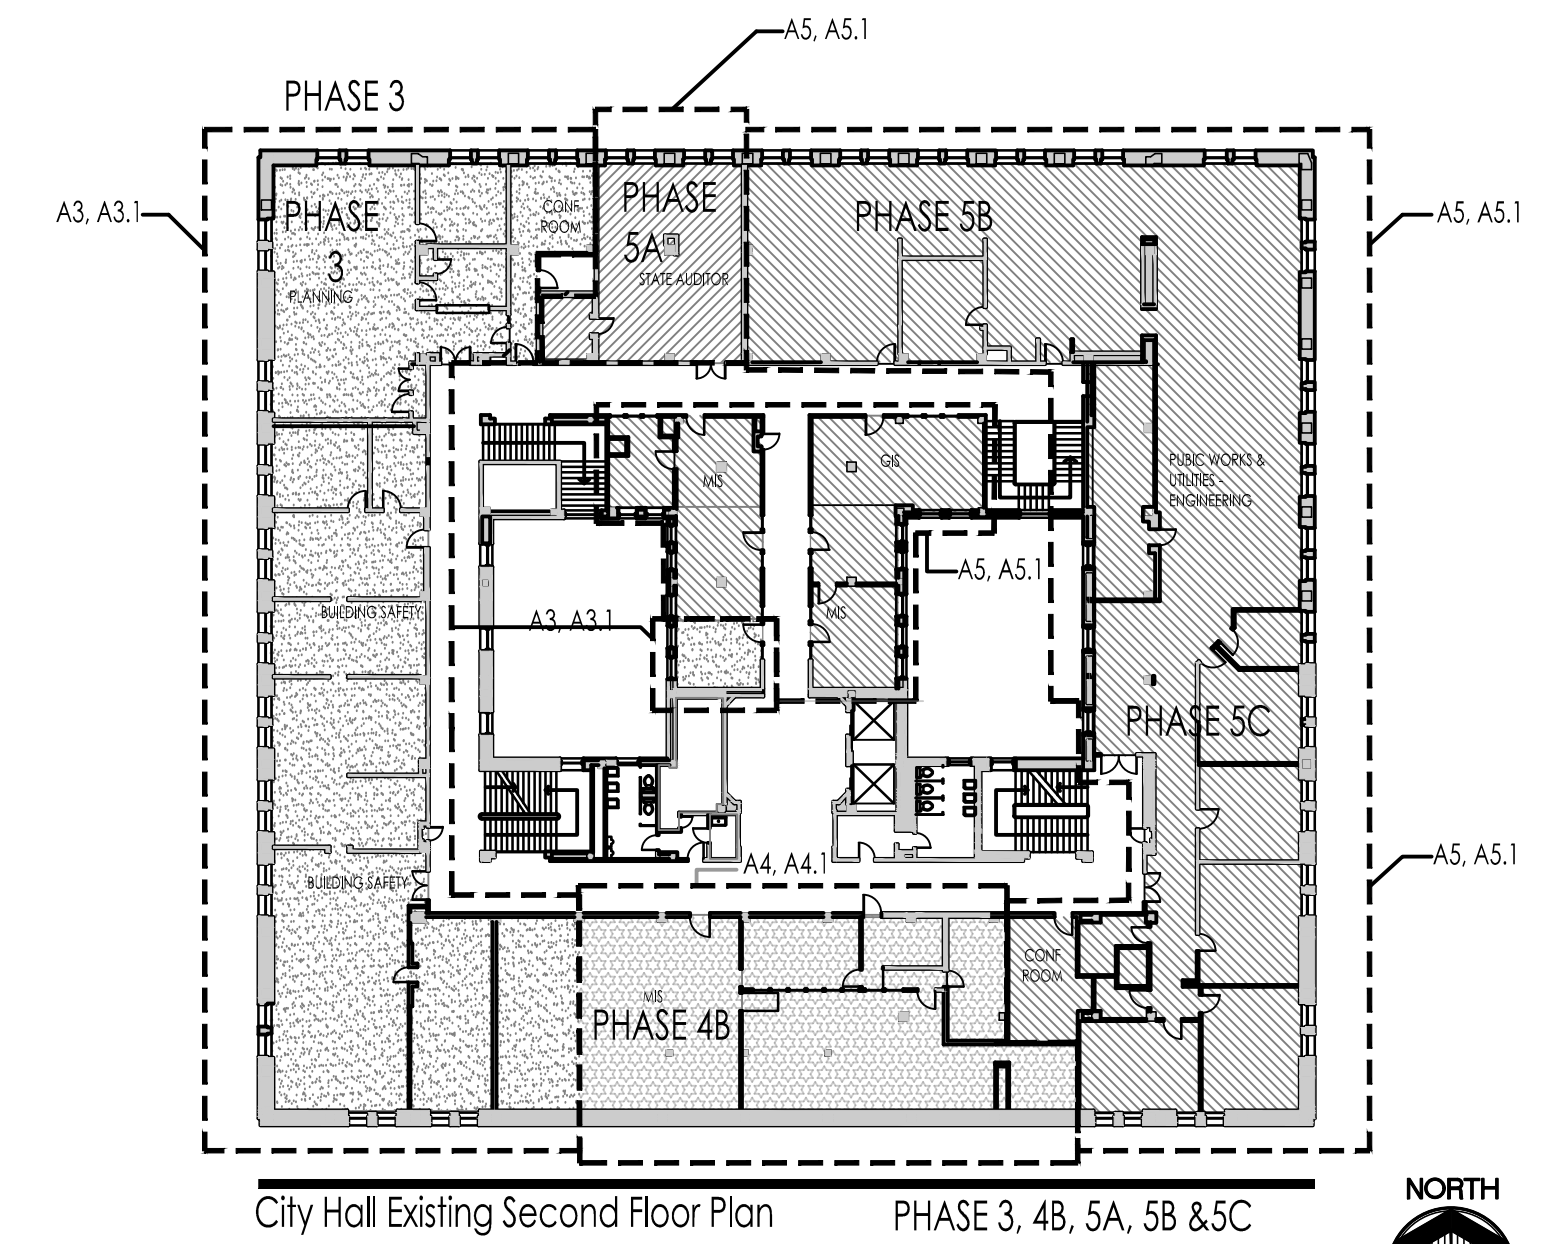 A5, A5.1
PHASE 3
A3, A3.1
A5, A5.1
PHASE
3
PLANNING
CONF
ROOM
PHASE
5A
STATE AUDITOR
PHASE 5B
MIS
GIS
PUBIC WORKS &
UTILITIES -
ENGINEERING
A5, A5.1
BUILDING SAFETY
A3, A3.1
MIS
PHASE 5C
A4, A4.1
A5, A5.1
BUILDING SAFETY
CONF
ROOM
MIS
PHASE 4B
NORTH
City Hall Existing Second Floor Plan
PHASE 3, 4B, 5A, 5B &5C